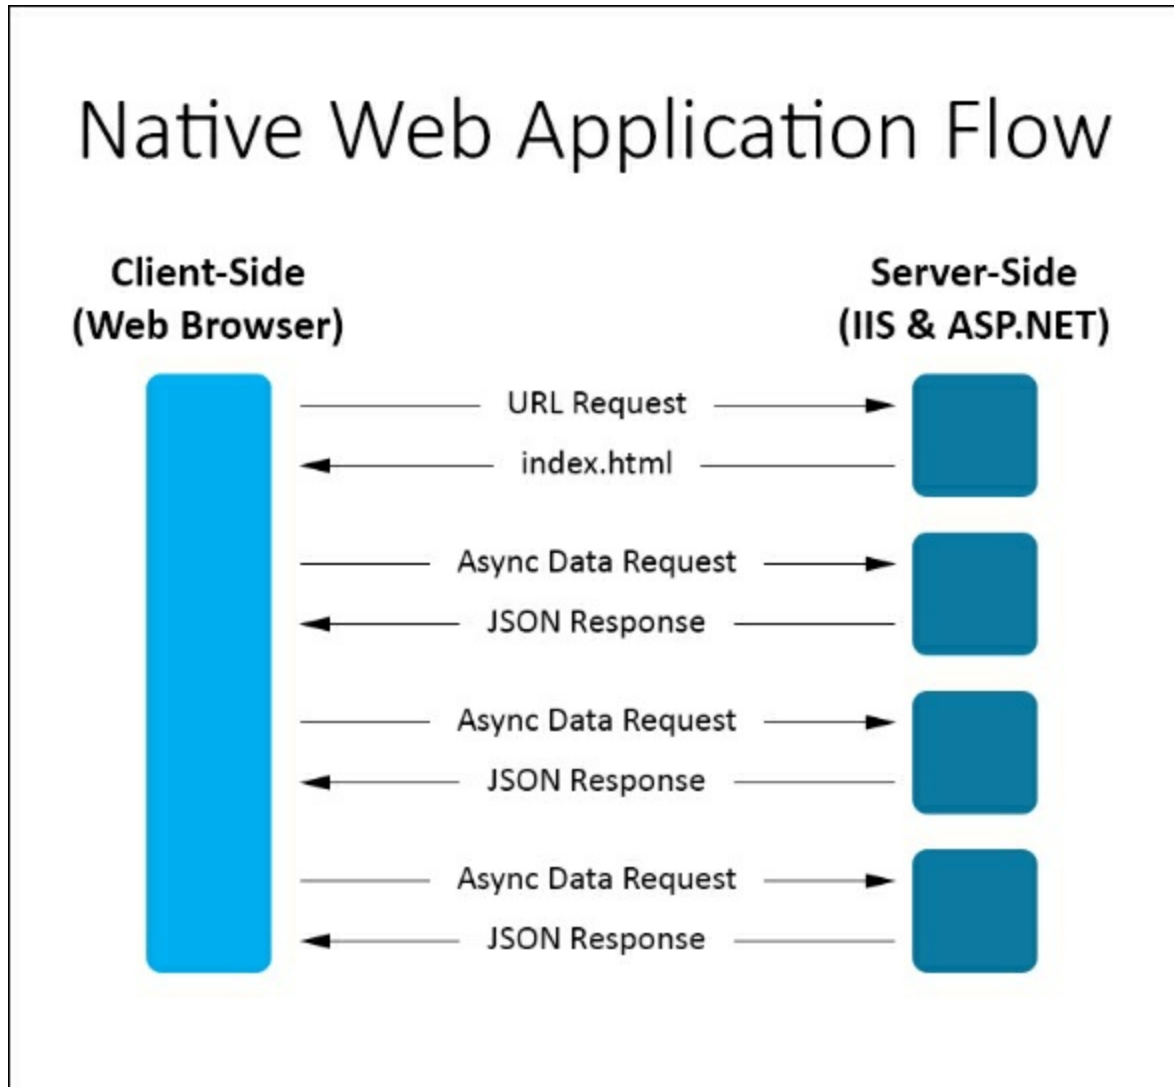 Native Web Application Flow
Client-Side
(Web Browser)
Server-Side
(IIS & ASP.NET)
URL Request
index.html
Async Data Request
JSON Response
Async Data Request
JSON Response
Async Data Request
JSON Response